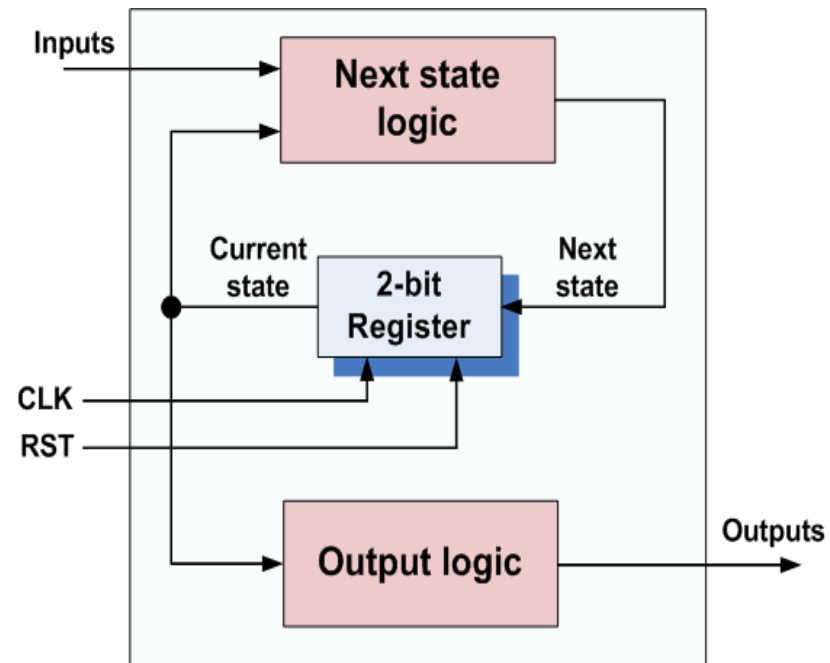 Inputs
Next state
logic
Current
state
2-bit
Register
Next
state
CLK
RST
Output logic
Outputs